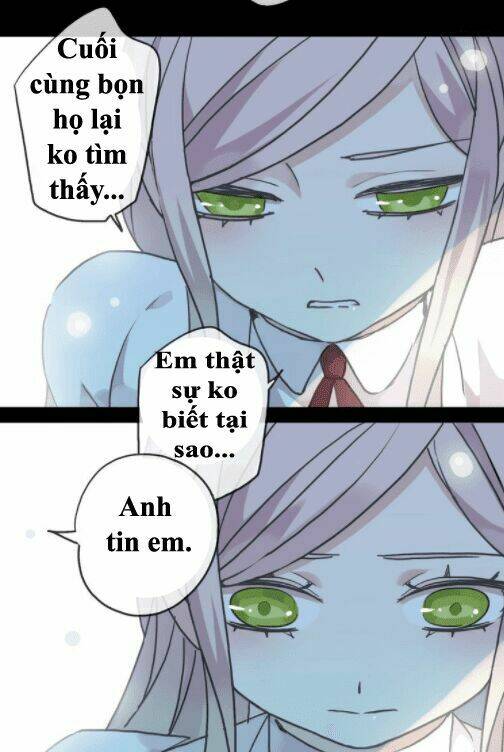 Cuối
cùng bọn
họ lại
ko tìm
thấy...
Em thật
sự ko
biết tại
sao...
Anh
tin em.